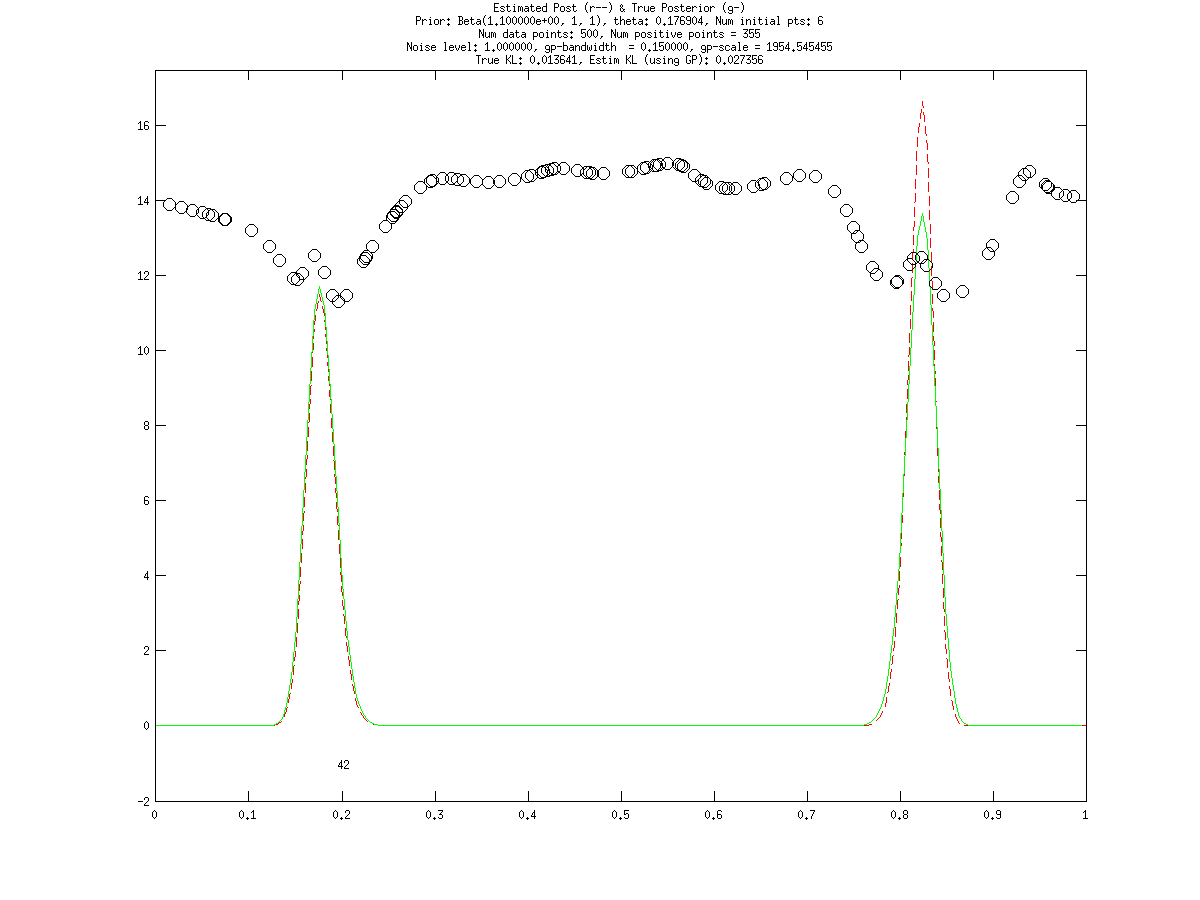 Estimated Post (r--) & True Posterior (g-)
Prior: Beta(1.100000e+00, 1, 1), theta: 0.176904, Num initial pts: 6
Num data points: 500, Num positive points = 355
Noise level: 1.000000, gp-bandwidth  = 0.150000, gp-scale = 1954.545455
True KL: 0.013641, Estim KL (using GP): 0.027356
16
14
12
10
8
6
4
2
0
42
-2
0 0.1 0.2 0.3 0.4 0.5 0.6 0.7 0.8 0.9 1